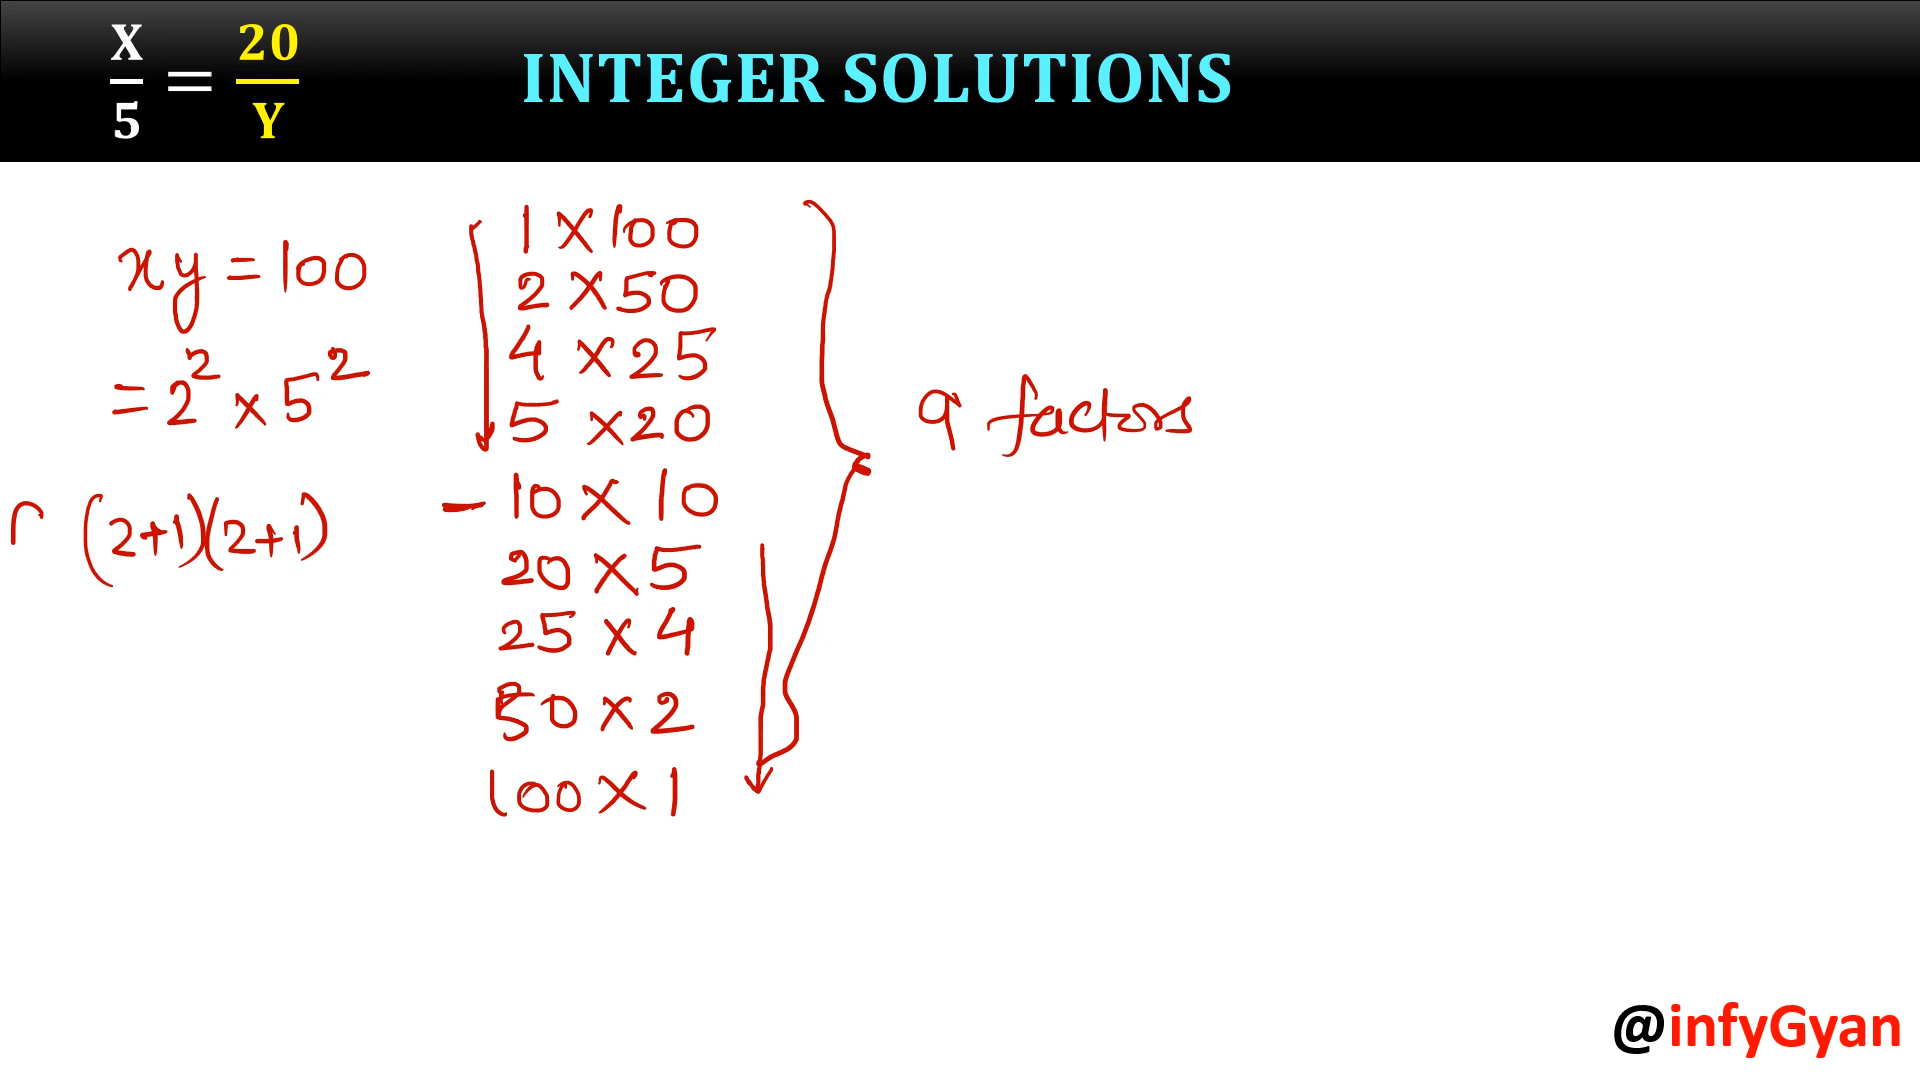 X/5 = 20/Y
INTEGER SOLUTIONS
xy = 100
= 2² × 5²
(2+1)(2+1)
1 × 100
2 × 50
4 × 25
5 × 20
- 10 × 10
20 × 5
25 × 4
50 × 2
100 × 1
9 factors
@infyGyan